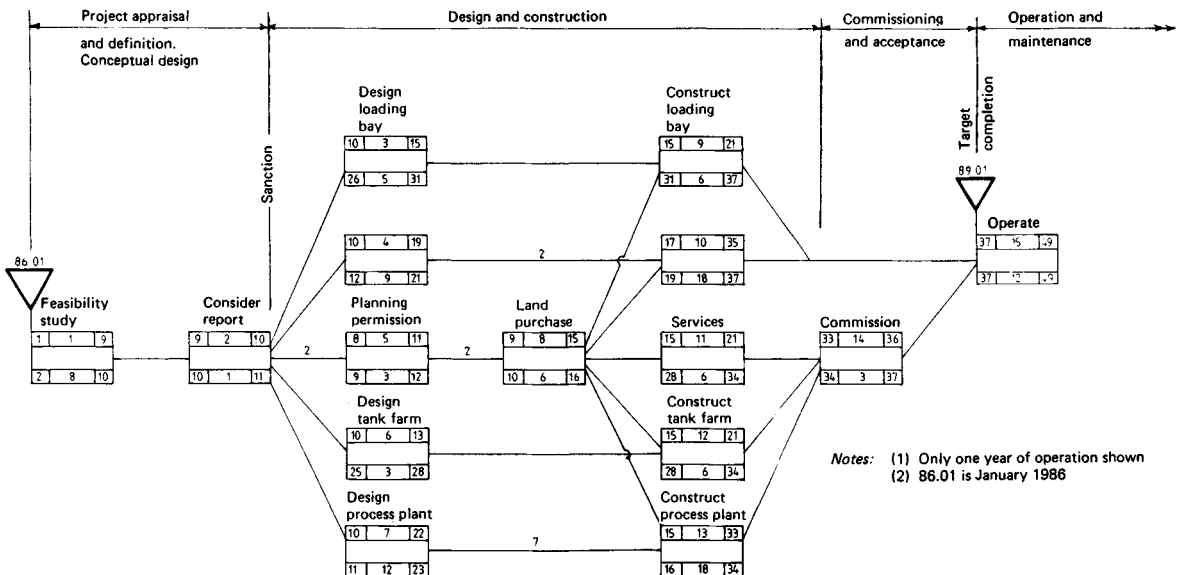 Project appraisal
and definition.
Conceptual design
Design and construction
Commissioning
and acceptance
Operation and
maintenance
Sanction
Target
completion
86 01
89 01
Design
loading
bay
10 3 15
26 5 31
Construct
loading
bay
15 9 21
31 6 37
10 4 19
12 9 21
2
17 10 35
19 18 37
Operate
37 15 49
37 12 49
Feasibility
study
1 1 9
2 8 10
Consider
report
9 2 10
10 1 11
2
Planning
permission
8 5 11
9 3 12
2
Land
purchase
9 8 15
10 6 16
Services
15 11 21
28 6 34
Commission
33 14 36
34 3 37
Design
tank farm
10 6 13
25 3 28
Construct
tank farm
15 12 21
28 6 34
Notes: (1) Only one year of operation shown
(2) 86.01 is January 1986
Design
process plant
10 7 22
11 12 23
7
Construct
process plant
15 13 33
16 18 34